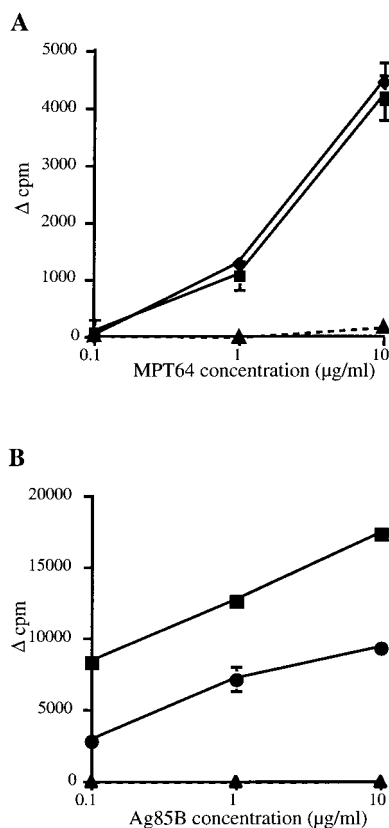 A
5000
4000
3000
2000
1000
0
Δ cpm
0.1 1 10
MPT64 concentration (µg/ml)
B
20000
15000
10000
5000
0
Δ cpm
0.1 1 10
Ag85B concentration (µg/ml)